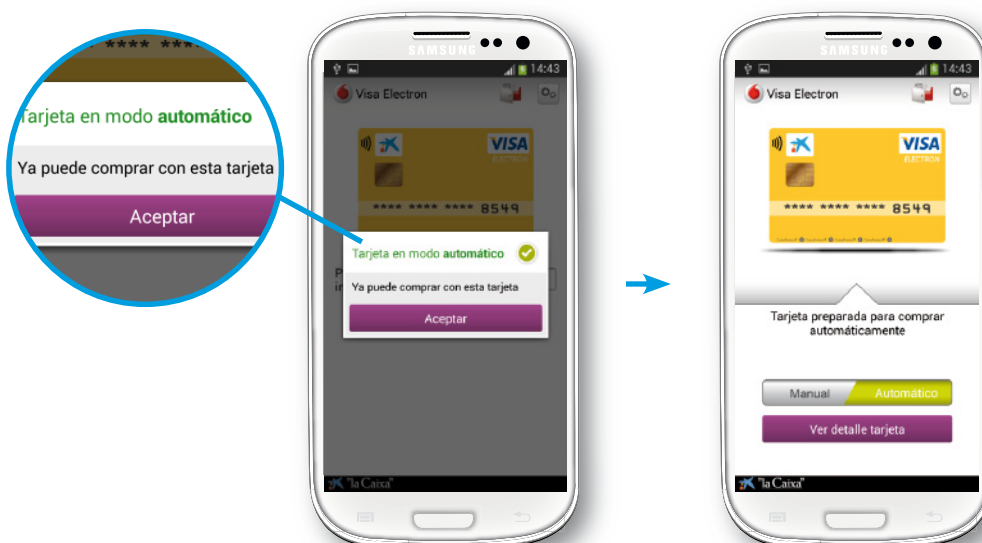 **** ***
Tarjeta en modo automático
Ya puede comprar con esta tarjeta
Aceptar
SAMSUNG
14:43
Visa Electron
VISA
ELECTRON
**** **** **** 8549
Tarjeta en modo automático
Ya puede comprar con esta tarjeta
Aceptar
"la Caixa"
SAMSUNG
14:43
Visa Electron
VISA
ELECTRON
**** **** **** 8549
Tarjeta preparada para comprar
automáticamente
Manual
Automático
Ver detalle tarjeta
"la Caixa"